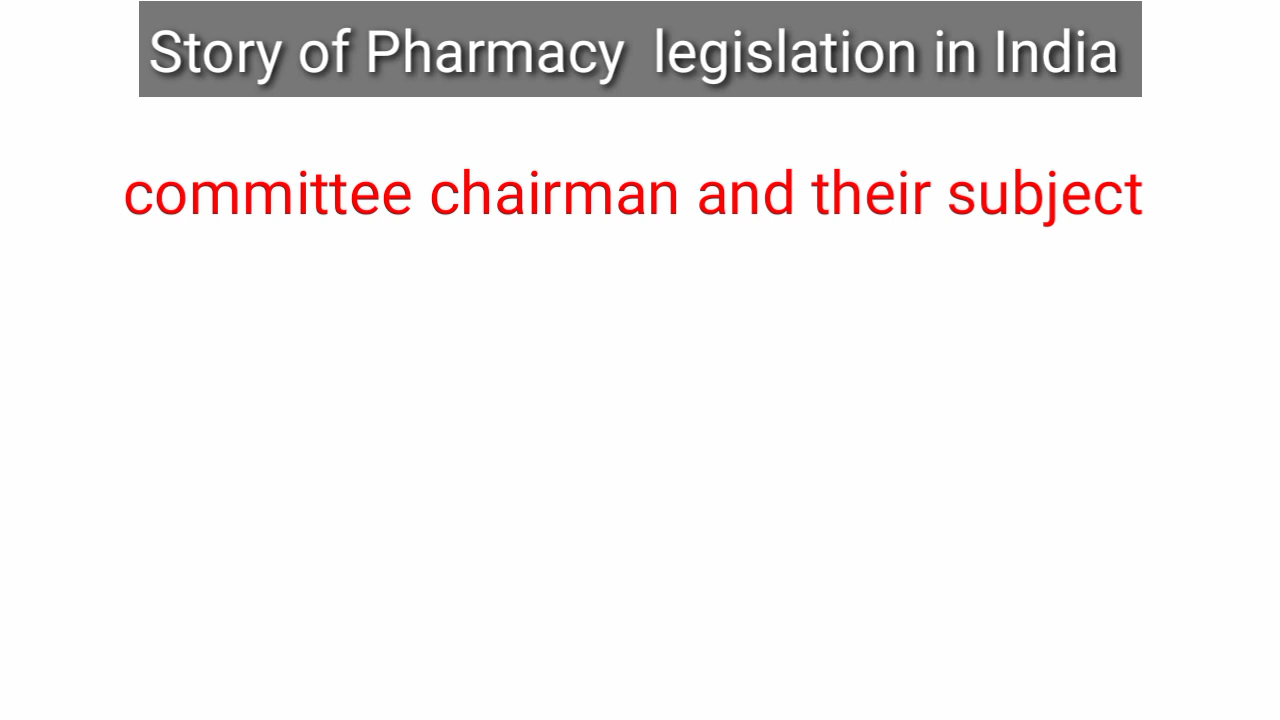 Story of Pharmacy legislation in India
committee chairman and their subject